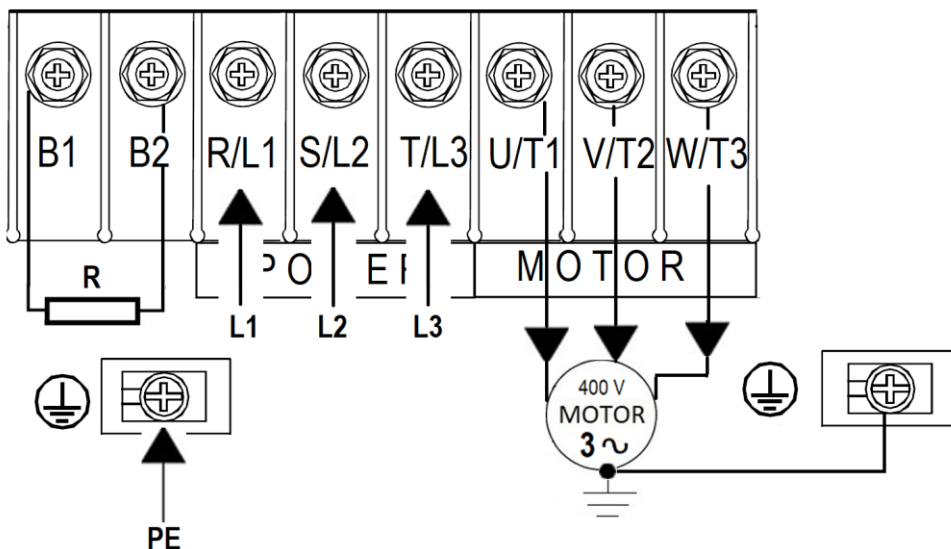 B1 B2 R/L1 S/L2 T/L3 U/T1 V/T2 W/T3
MOTOR
R
L1 L2 L3
400 V
MOTOR
3 ~
PE